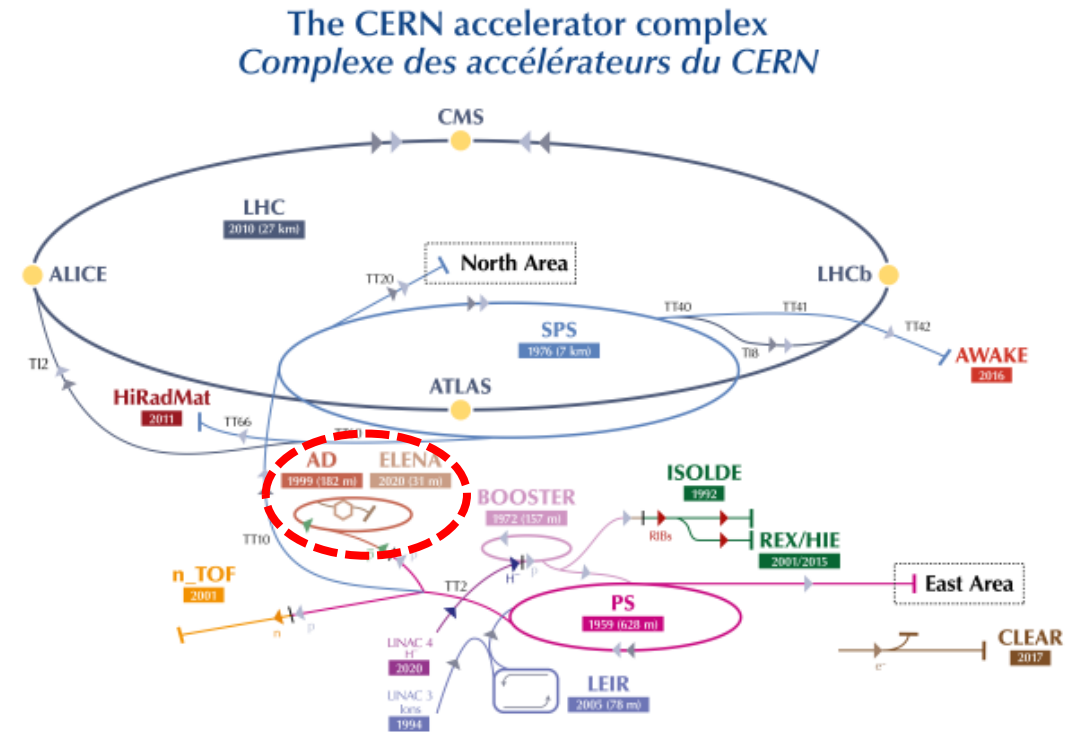 The CERN accelerator complex
Complexe des accélérateurs du CERN
CMS
LHC
2010 (27 km)
North Area
TT20
ALICE
LHCb
TT40
TT41
SPS
1976 (7 km)
TT42
TI2
TI8
AWAKE
2016
ATLAS
HiRadMat
2011
TT66
AD
1999 (182 m)
ELENA
2020 (31 m)
ISOLDE
1992
BOOSTER
1972 (157 m)
RIBs
REX/HIE
2001/2015
TT10
p
H⁻
p
n_TOF
2001
TT2
East Area
PS
1959 (628 m)
n
p
LINAC 4
H⁻
2020
CLEAR
2017
e⁻
LINAC 3
Ions
1994
LEIR
2005 (78 m)